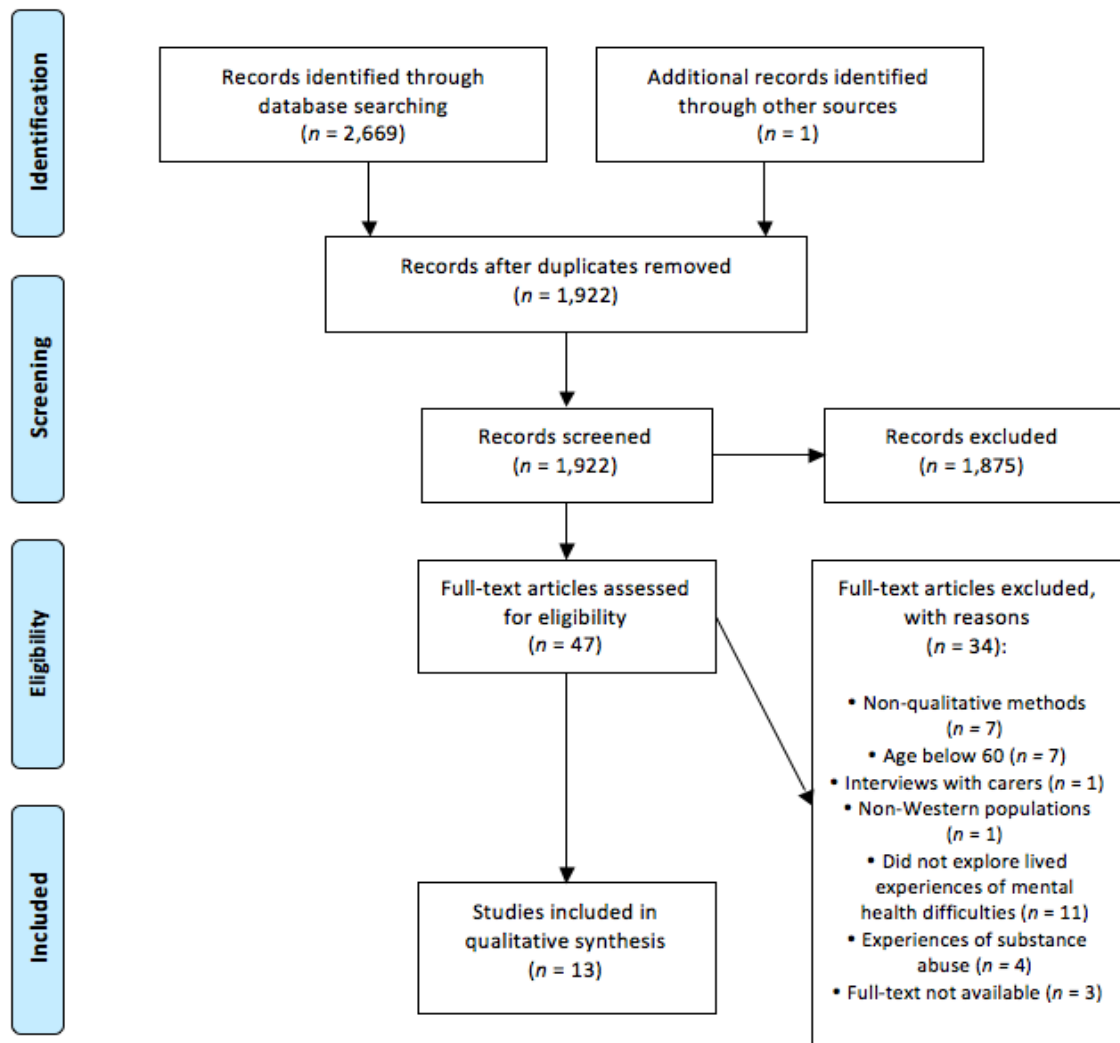 Identification
Records identified through
database searching
(n = 2,669)
Additional records identified
through other sources
(n = 1)
Records after duplicates removed
(n = 1,922)
Screening
Records screened
(n = 1,922)
Records excluded
(n = 1,875)
Eligibility
Full-text articles assessed
for eligibility
(n = 47)
Full-text articles excluded,
with reasons
(n = 34):
• Non-qualitative methods
(n = 7)
• Age below 60 (n = 7)
• Interviews with carers (n = 1)
• Non-Western populations
(n = 1)
• Did not explore lived
experiences of mental
health difficulties (n = 11)
• Experiences of substance
abuse (n = 4)
• Full-text not available (n = 3)
Included
Studies included in
qualitative synthesis
(n = 13)